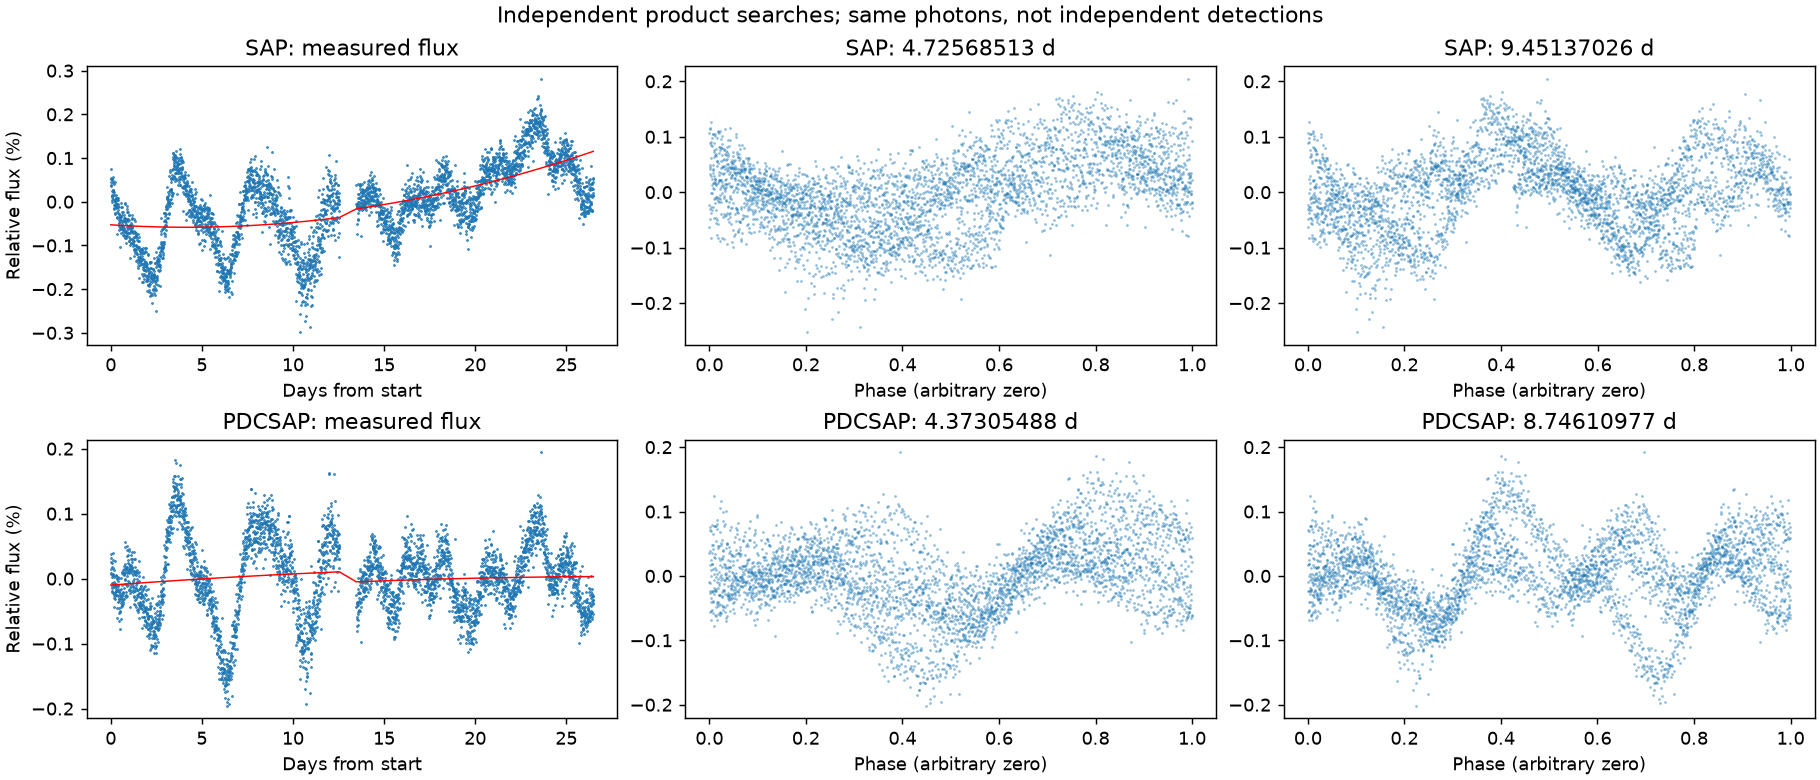 Independent product searches; same photons, not independent detections
SAP: measured flux
SAP: 4.72568513 d
SAP: 9.45137026 d
Relative flux (%)
0.3
0.2
0.1
0.0
−0.1
−0.2
−0.3
0 5 10 15 20 25
Days from start
0.2
0.1
0.0
−0.1
−0.2
0.0 0.2 0.4 0.6 0.8 1.0
Phase (arbitrary zero)
0.2
0.1
0.0
−0.1
−0.2
0.0 0.2 0.4 0.6 0.8 1.0
Phase (arbitrary zero)
PDCSAP: measured flux
PDCSAP: 4.37305488 d
PDCSAP: 8.74610977 d
Relative flux (%)
0.2
0.1
0.0
−0.1
−0.2
0 5 10 15 20 25
Days from start
0.2
0.1
0.0
−0.1
−0.2
0.0 0.2 0.4 0.6 0.8 1.0
Phase (arbitrary zero)
0.2
0.1
0.0
−0.1
−0.2
0.0 0.2 0.4 0.6 0.8 1.0
Phase (arbitrary zero)